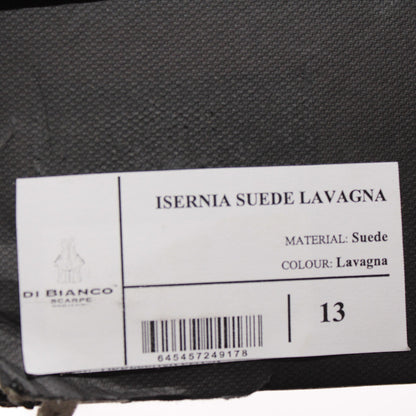 ISERNIA SUEDE LAVAGNA
MATERIAL: Suede
COLOUR: Lavagna
DI BIANCO
SCARPE
13
645457249178